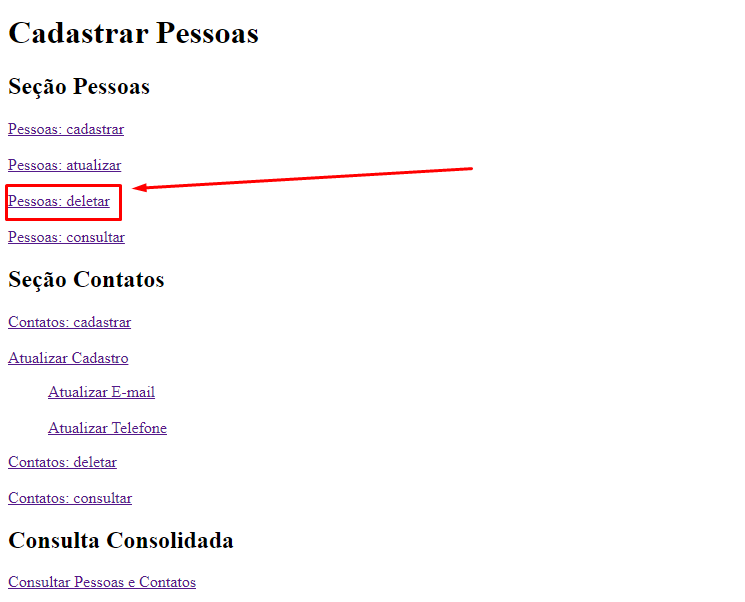 Cadastrar Pessoas
Seção Pessoas
Pessoas: cadastrar
Pessoas: atualizar
Pessoas: deletar
Pessoas: consultar
Seção Contatos
Contatos: cadastrar
Atualizar Cadastro
Atualizar E-mail
Atualizar Telefone
Contatos: deletar
Contatos: consultar
Consulta Consolidada
Consultar Pessoas e Contatos